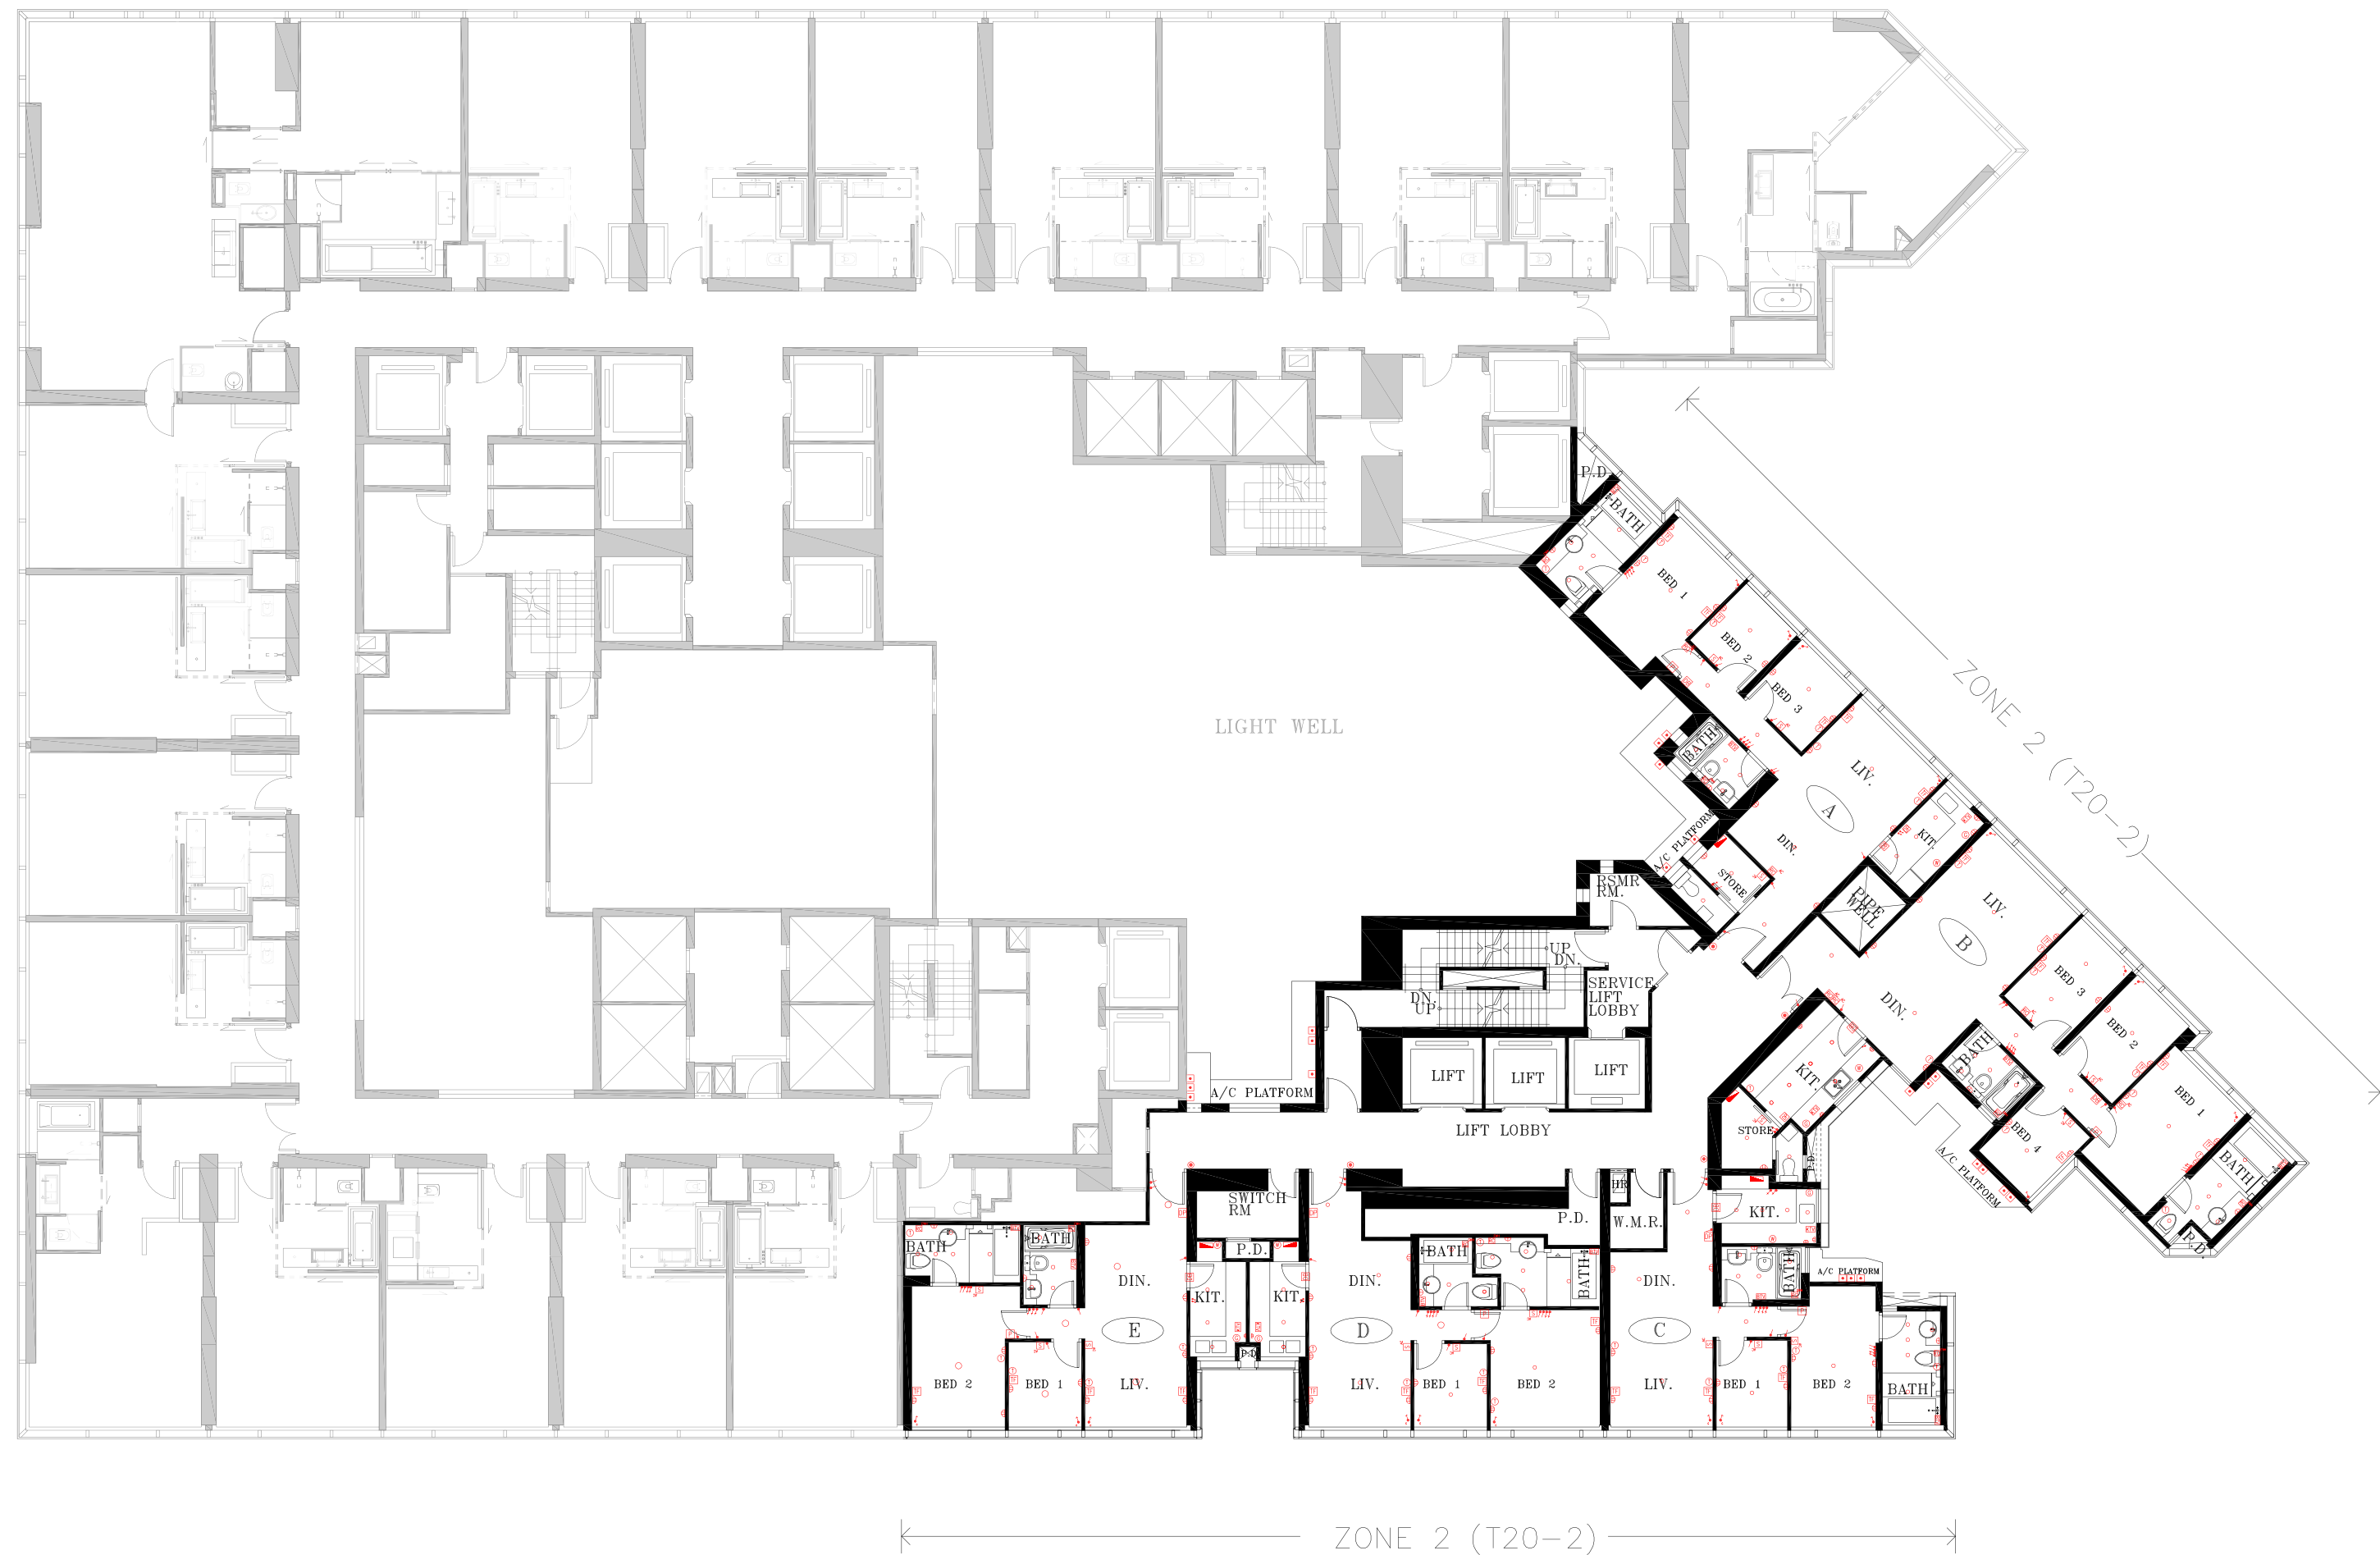 P.D.
BATH
BED 1
BED 2
BED 3
LIGHT WELL
ZONE 2 (T20-2)
BATH
LIV.
A
DIN.
KIT.
A/C PLATFORM
STORE
PIPE
WELL
RSMR
RM.
LIV.
B
DIN.
BED 3
BED 2
BED 1
BATH
BED 4
BATH
P.D.
A/C PLATFORM
UP
DN.
DN.
UP
SERVICE
LIFT
LOBBY
LIFT
LIFT
LIFT
A/C PLATFORM
LIFT LOBBY
KIT.
STORE
P.D.
SWITCH
RM
P.D.
HR
W.M.R.
KIT.
BATH
BATH
P.D.
BATH
BATH
BATH
A/C PLATFORM
DIN.
DIN.
DIN.
KIT.
KIT.
E
D
C
P.D.
BED 2
BED 1
LIV.
LIV.
BED 1
BED 2
LIV.
BED 1
BED 2
BATH
ZONE 2 (T20-2)